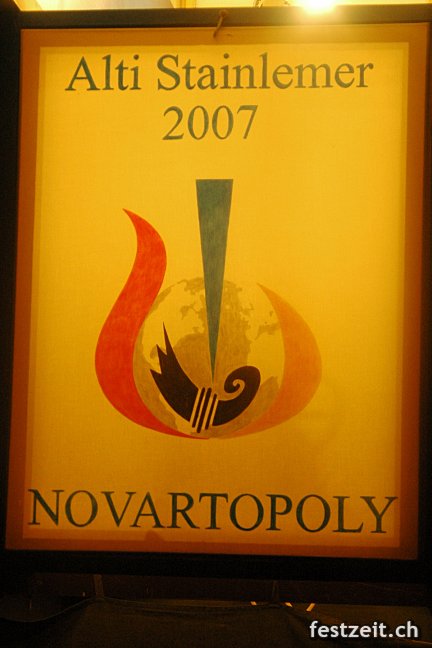 Alti Stainlemer
2007
NOVARTOPOLY
festzeit.ch